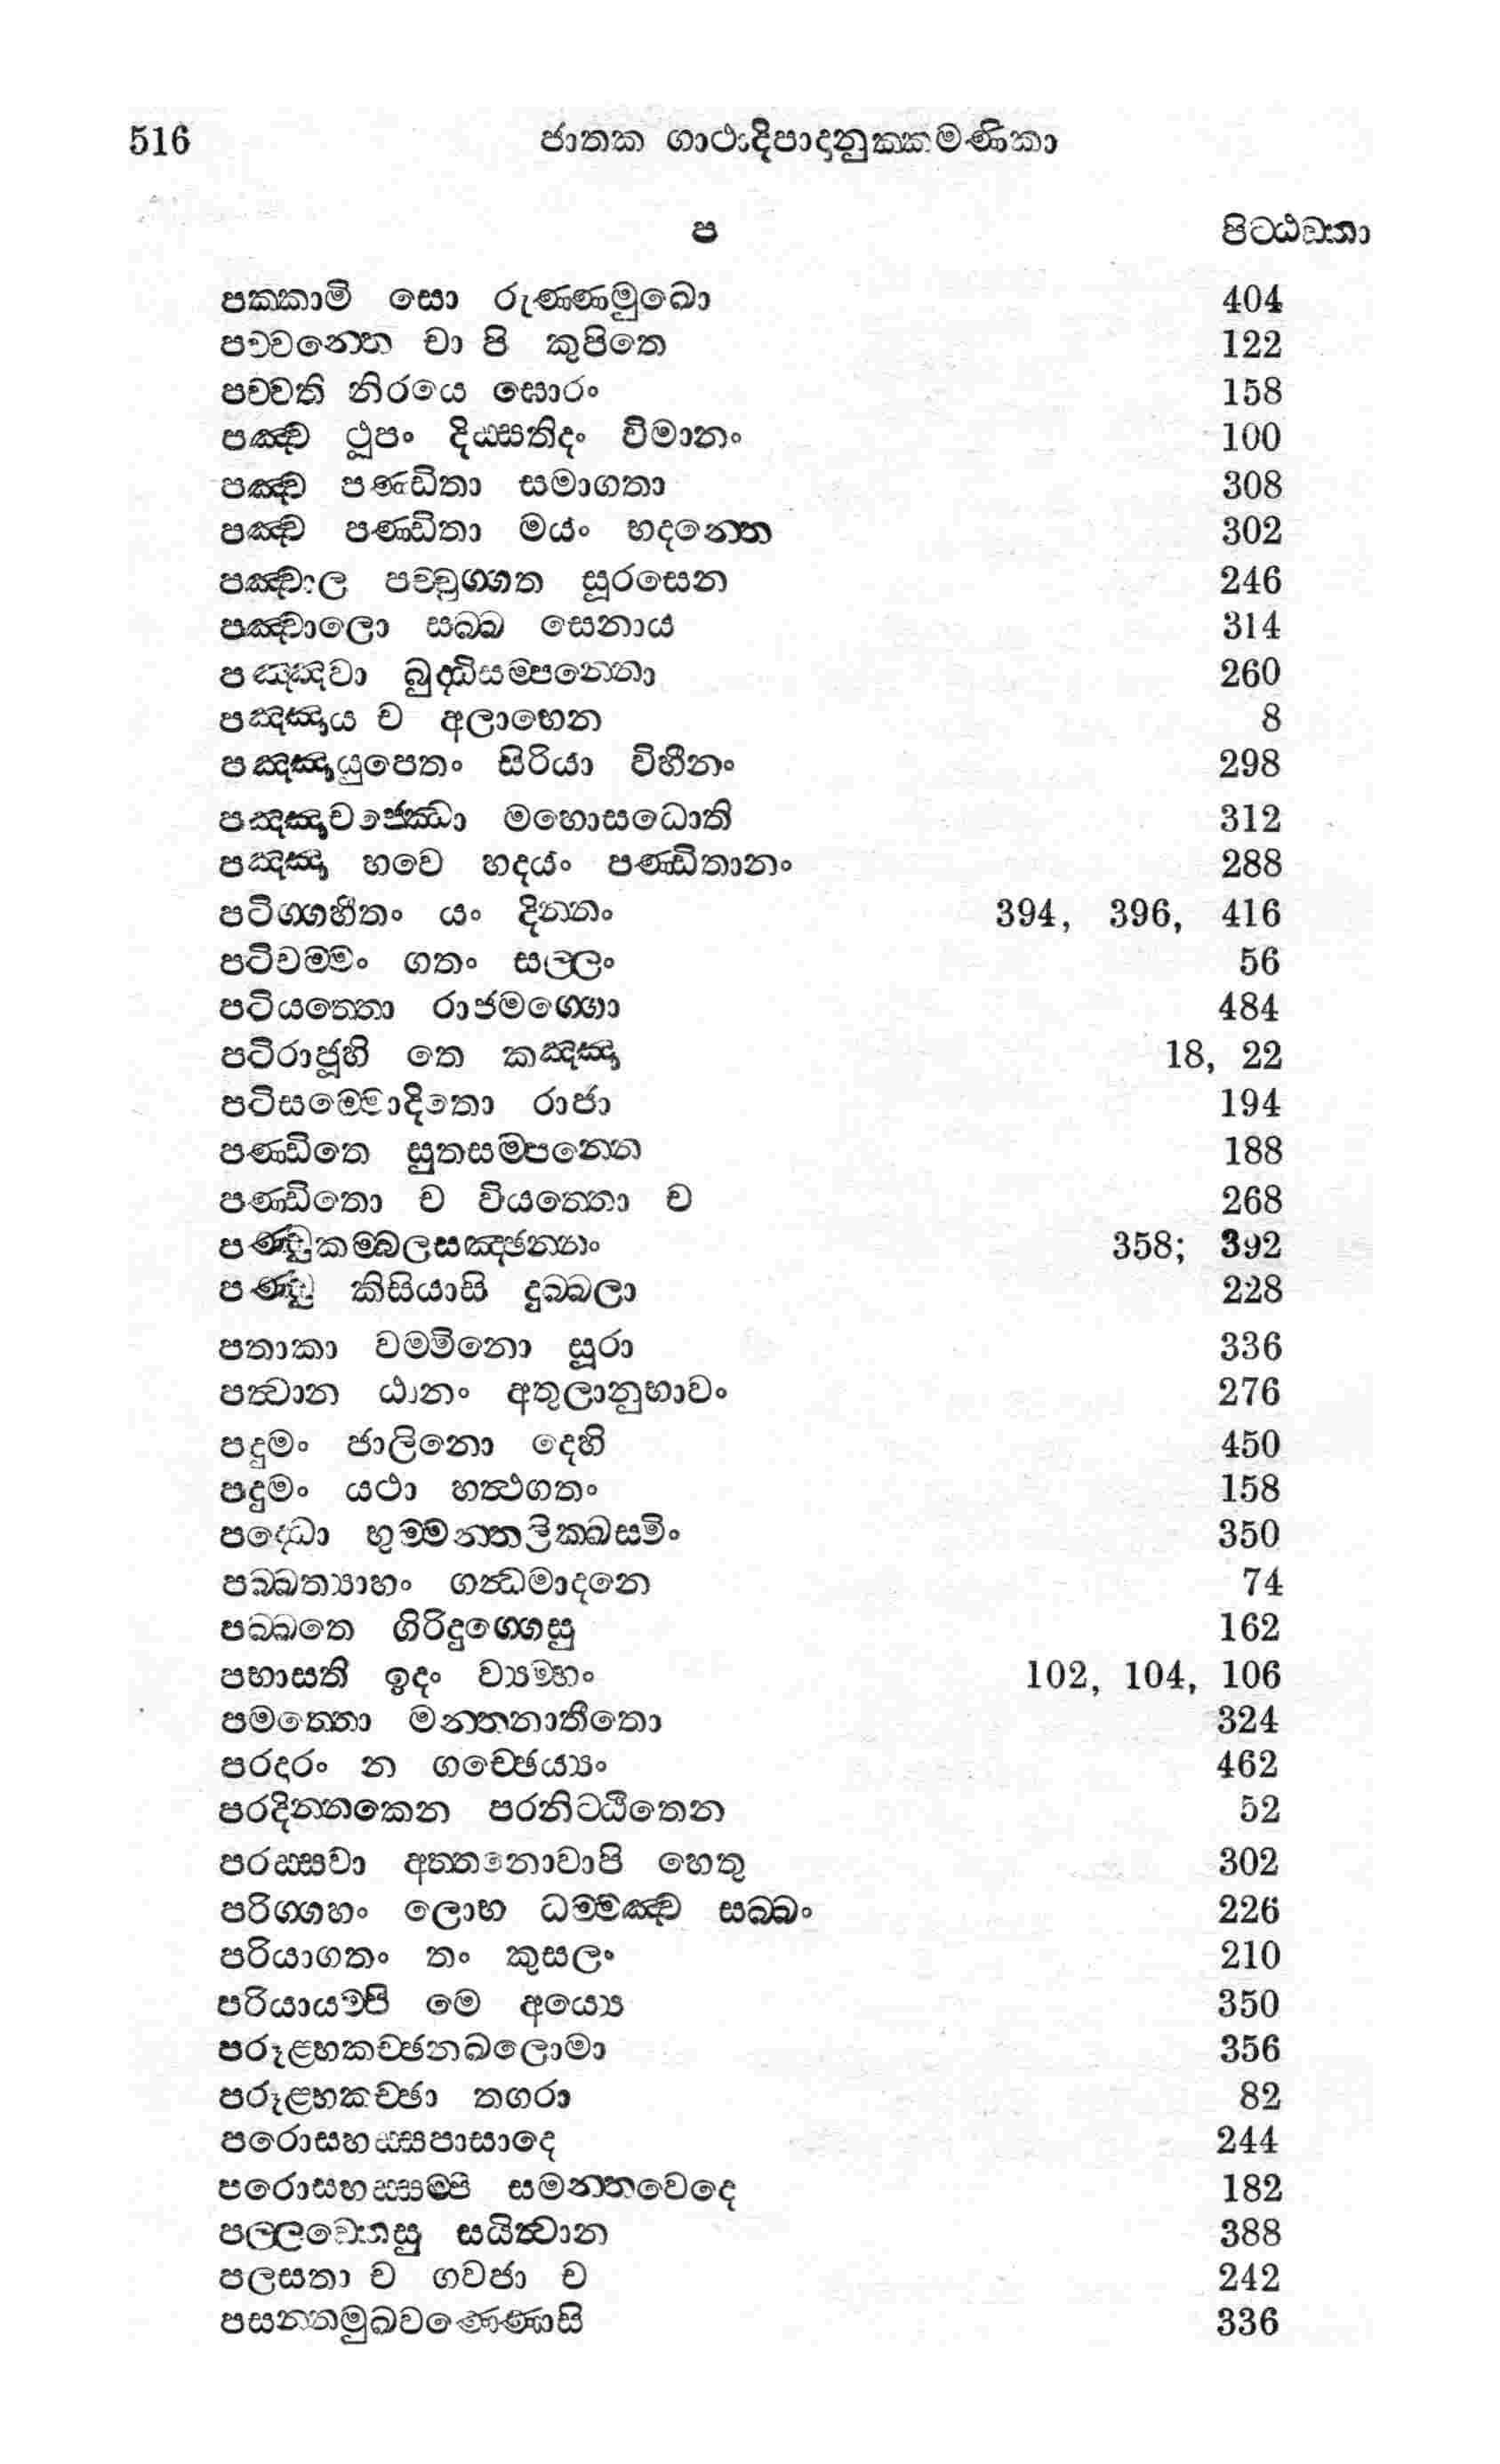 516 ජාතක ගාථාදිපාදානුක්කමණිකා
ප පිට්ඨඞ්කා
පක්කාමි සො රුණ්ණමුඛො 404
පච්චන්තෙ චා පි කුපිතෙ 122
පච්චති නිරයෙ ඝොරං 158
පඤ්ච ථූපං දිස්සතිදං විමානං 100
පඤ්ච පණ්ඩිතා සමාගතා 308
පඤ්ච පණ්ඩිතා මයං භදන්තෙ 302
පඤ්චාල පච්චුග්ගත සූරසෙන 246
පඤ්චාලො සබ්බ සෙනාය 314
පඤ්ඤවා බුද්ධිසම්පන්නො 260
පඤ්ඤාය ච අලාභෙන 8
පඤ්ඤායුපෙතං සිරියා විහීනං 298
පඤ්ඤාවජෙඣා මහොසධොති 312
පඤ්ඤා හවෙ හදයං පණ්ඩිතානං 288
පටිග්ගහීතං යං දින්නං 394, 396, 416
පටිවම්මං ගතං සල්ලං 56
පටියත්තො රාජමග්ගො 484
පටිරාජූහි තෙ කඤ්ඤා 18, 22
පටිසම්මොදිතො රාජා 194
පණ්ඩිතෙ සුතසම්පන්නෙ 188
පණ්ඩිතො ච වියත්තො ච 268
පණ්ඩුකම්බලසඤ්ඡන්නං 358; 392
පණ්ඩු කිසියාසි දුබ්බලා 228
පතාකා වම්මිනො සූරා 336
පත්වාන ඨානං අතුලානුභාවං 276
පදුමං ජාලිනො දෙහි 450
පදුමං යථා හත්ථගතං 158
පද්ධො භුම්මන්තලික්ඛස්මිං 350
පබ්බත්‍යාහං ගන්ධමාදනෙ 74
පබ්බතෙ ගිරිදුග්ගෙසු 162
පභාසති ඉදං ව්‍යම්හං 102, 104, 106
පමත්තො මන්තනාතීතො 324
පරදාරං න ගච්ඡෙය්‍යං 462
පරදින්නකෙන පරනිට්ඨිතෙන 52
පරස්සවා අත්තනොවාපි හෙතු 302
පරිග්ගහං ලොභ ධම්මඤ්ච සබ්බං 226
පරියාගතං තං කුසලං 210
පරියායම්පි මෙ අය්‍යෙ 350
පරූළ්හකච්ඡනඛලොමා 356
පරූළ්හකච්ඡා තගරා 82
පරොසහස්සපාසාදෙ 244
පරොසහස්සම්පි සමන්තවෙදෙ 182
පල්ලඞ්කෙසු සයිත්වාන 388
පලසතා ච ගවජා ච 242
පසන්නමුඛවණ්ණොසි 336